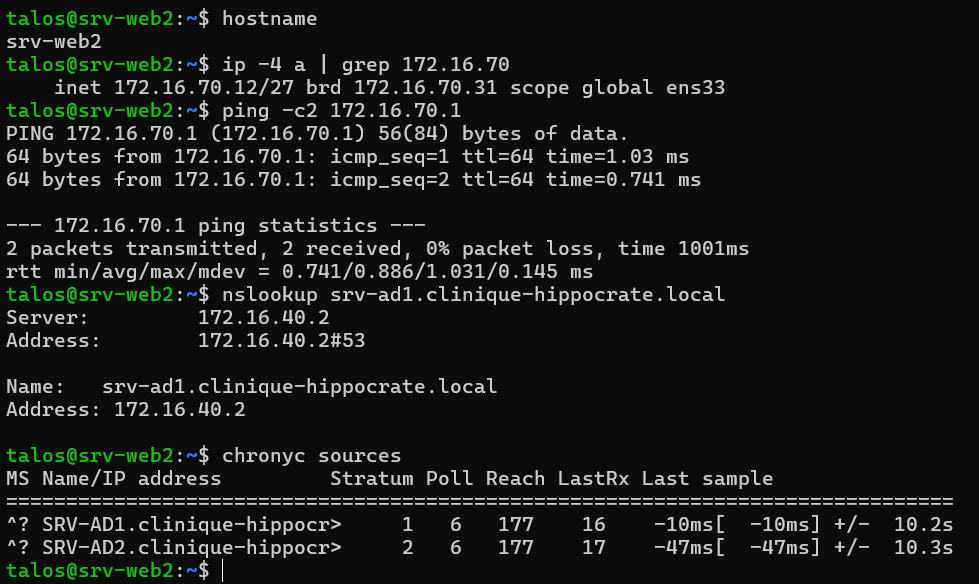 talos@srv-web2:~$ hostname
srv-web2
talos@srv-web2:~$ ip -4 a | grep 172.16.70
    inet 172.16.70.12/27 brd 172.16.70.31 scope global ens33
talos@srv-web2:~$ ping -c2 172.16.70.1
PING 172.16.70.1 (172.16.70.1) 56(84) bytes of data.
64 bytes from 172.16.70.1: icmp_seq=1 ttl=64 time=1.03 ms
64 bytes from 172.16.70.1: icmp_seq=2 ttl=64 time=0.741 ms

--- 172.16.70.1 ping statistics ---
2 packets transmitted, 2 received, 0% packet loss, time 1001ms
rtt min/avg/max/mdev = 0.741/0.886/1.031/0.145 ms
talos@srv-web2:~$ nslookup srv-ad1.clinique-hippocrate.local
Server:         172.16.40.2
Address:        172.16.40.2#53

Name:   srv-ad1.clinique-hippocrate.local
Address: 172.16.40.2

talos@srv-web2:~$ chronyc sources
MS Name/IP address         Stratum Poll Reach LastRx Last sample
===============================================================================
^? SRV-AD1.clinique-hippocr>     1   6   177    16    -10ms[  -10ms] +/-  10.2s
^? SRV-AD2.clinique-hippocr>     2   6   177    17    -47ms[  -47ms] +/-  10.3s
talos@srv-web2:~$